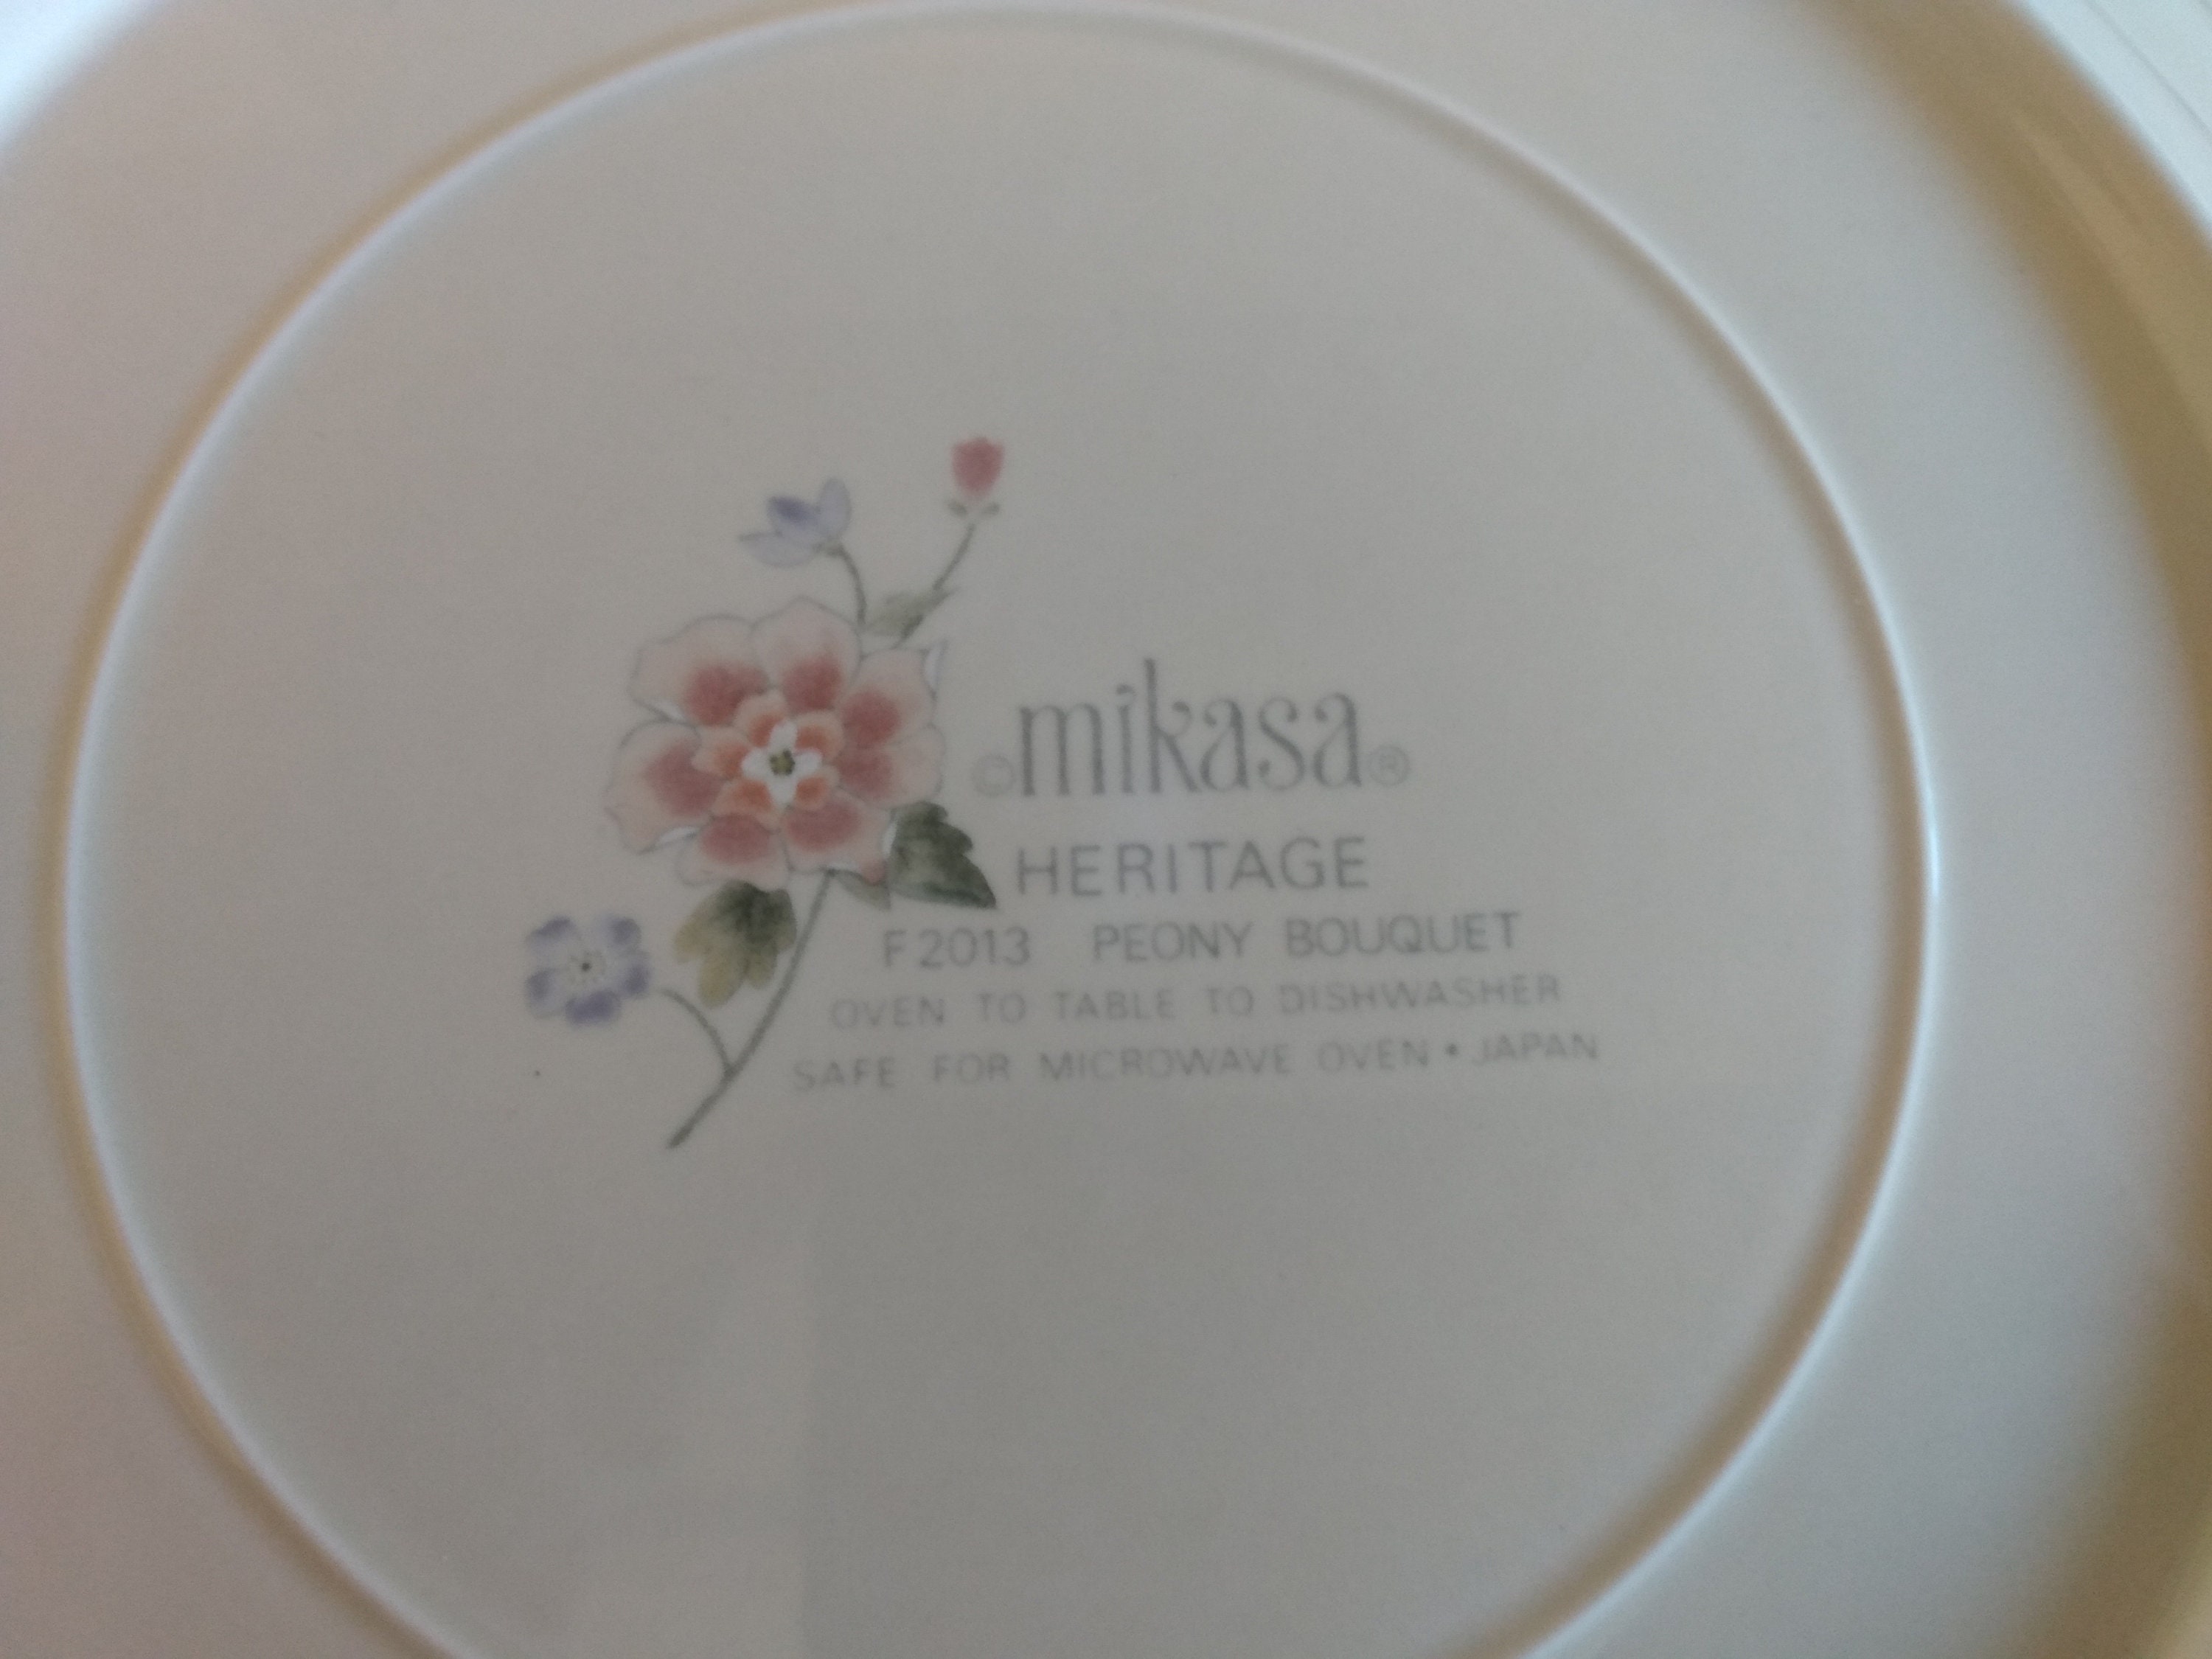 ©mikasa®
HERITAGE
F2013 PEONY BOUQUET
OVEN TO TABLE TO DISHWASHER
SAFE FOR MICROWAVE OVEN • JAPAN